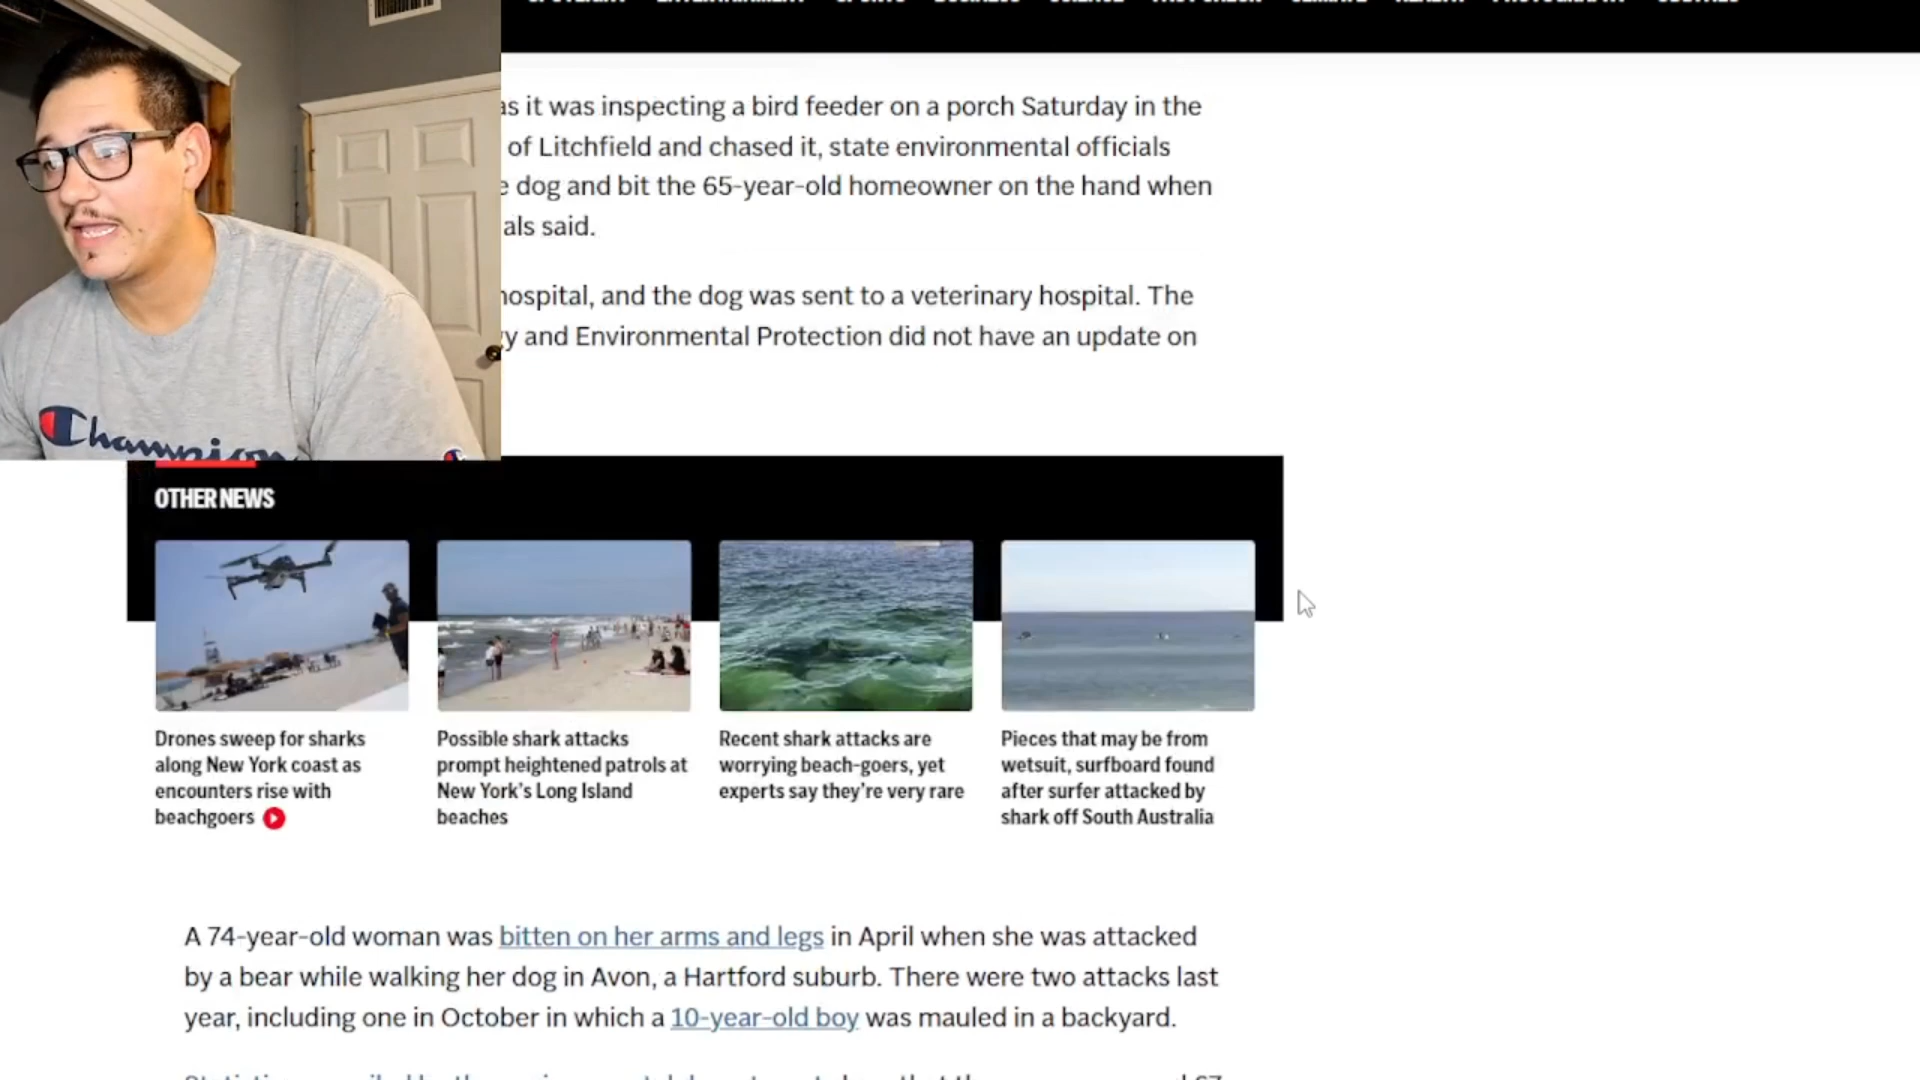 as it was inspecting a bird feeder on a porch Saturday in the
of Litchfield and chased it, state environmental officials
dog and bit the 65-year-old homeowner on the hand when
said.
hospital, and the dog was sent to a veterinary hospital. The
and Environmental Protection did not have an update on
Champion
OTHER NEWS
Drones sweep for sharks
along New York coast as
encounters rise with
beachgoers
Possible shark attacks
prompt heightened patrols at
New York's Long Island
beaches
Recent shark attacks are
worrying beach-goers, yet
experts say they're very rare
Pieces that may be from
wetsuit, surfboard found
after surfer attacked by
shark off South Australia
A 74-year-old woman was bitten on her arms and legs in April when she was attacked
by a bear while walking her dog in Avon, a Hartford suburb. There were two attacks last
year, including one in October in which a 10-year-old boy was mauled in a backyard.